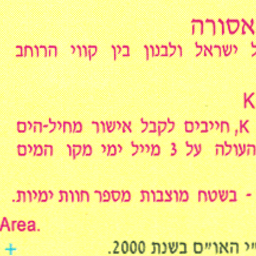 אסורה
ל ישראל ולבנון בין קווי הרוחב
K
K, חייבים לקבל אישור מחיל-הים
העולה על 3 מייל ימי מקו המים
- בשטח מוצבות מספר חוות ימיות.
Area.
"י האו"ם בשנת 2000.